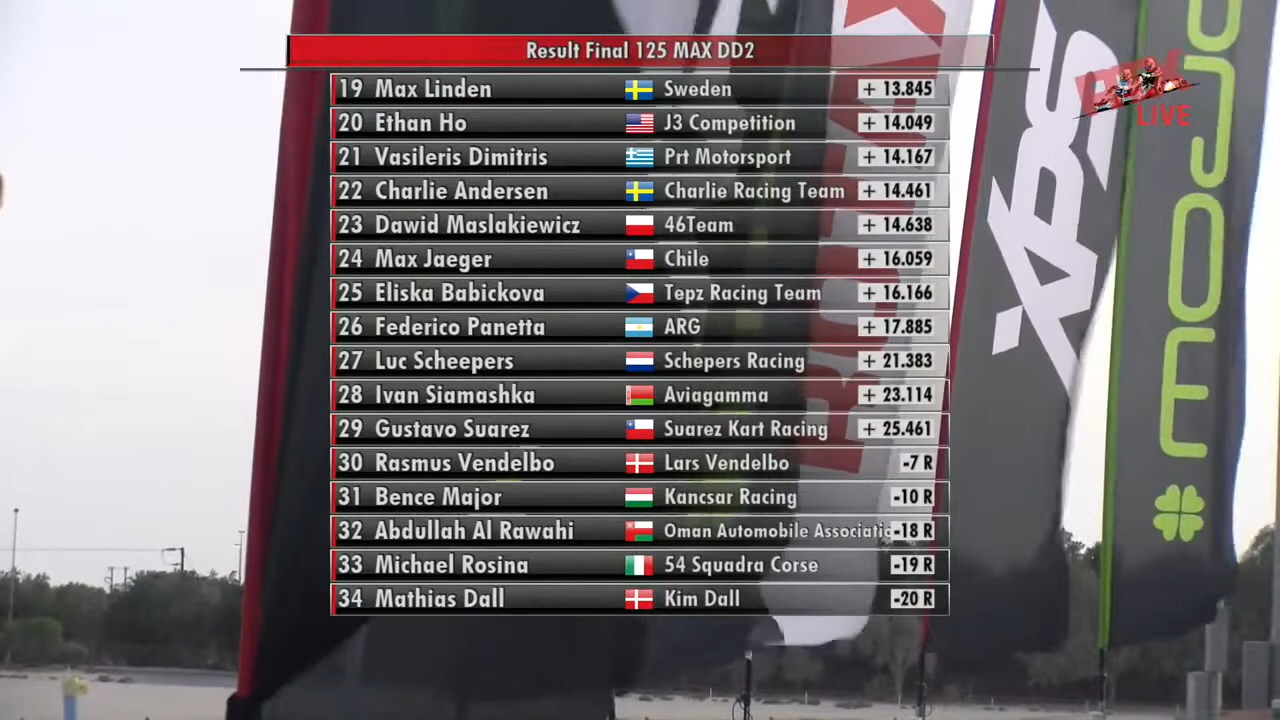 Result Final 125 MAX DD2
19 Max Linden Sweden + 13.845
20 Ethan Ho J3 Competition + 14.049
21 Vasileris Dimitris Prt Motorsport + 14.167
22 Charlie Andersen Charlie Racing Team + 14.461
23 Dawid Maslakiewicz 46Team + 14.638
24 Max Jaeger Chile + 16.059
25 Eliska Babickova Tepz Racing Team + 16.166
26 Federico Panetta ARG + 17.885
27 Luc Scheepers Schepers Racing + 21.383
28 Ivan Siamashka Aviagamma + 23.114
29 Gustavo Suarez Suarez Kart Racing + 25.461
30 Rasmus Vendelbo Lars Vendelbo -7 R
31 Bence Major Kancsar Racing -10 R
32 Abdullah Al Rawahi Oman Automobile Associatio -18 R
33 Michael Rosina 54 Squadra Corse -19 R
34 Mathias Dall Kim Dall -20 R
LIVE
XPS
MOJO